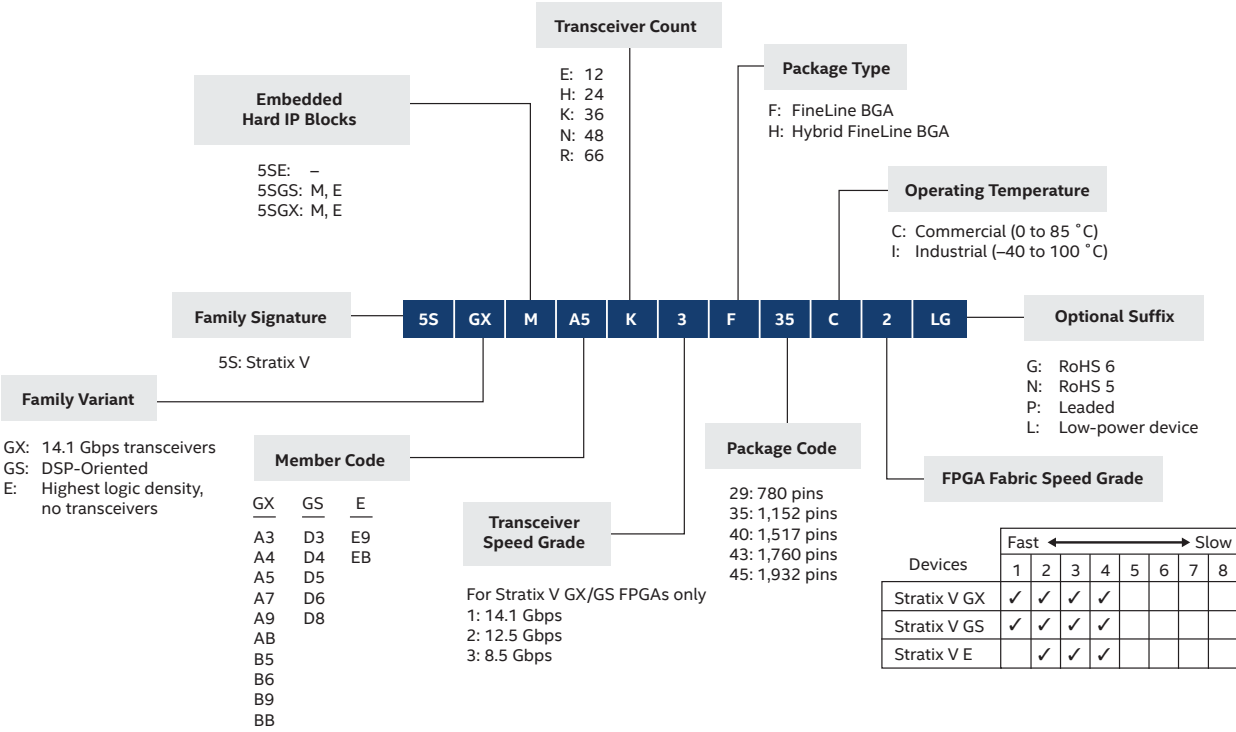 Transceiver Count
E: 12
H: 24
K: 36
N: 48
R: 66
Package Type
F: FineLine BGA
H: Hybrid FineLine BGA
Embedded
Hard IP Blocks
5SE: –
5SGS: M, E
5SGX: M, E
Operating Temperature
C: Commercial (0 to 85 ˚C)
I: Industrial (–40 to 100 ˚C)
Family Signature
5S: Stratix V
5S GX M A5 K 3 F 35 C 2 LG
Optional Suffix
G: RoHS 6
N: RoHS 5
P: Leaded
L: Low-power device
Family Variant
GX: 14.1 Gbps transceivers
GS: DSP-Oriented
E: Highest logic density,
no transceivers
Member Code
GX GS E
A3 D3 E9
A4 D4 EB
A5 D5
A7 D6
A9 D8
AB
B5
B6
B9
BB
Transceiver
Speed Grade
For Stratix V GX/GS FPGAs only
1: 14.1 Gbps
2: 12.5 Gbps
3: 8.5 Gbps
Package Code
29: 780 pins
35: 1,152 pins
40: 1,517 pins
43: 1,760 pins
45: 1,932 pins
FPGA Fabric Speed Grade
Fast Slow
Devices 1 2 3 4 5 6 7 8
Stratix V GX ✓ ✓ ✓ ✓
Stratix V GS ✓ ✓ ✓ ✓
Stratix V E ✓ ✓ ✓